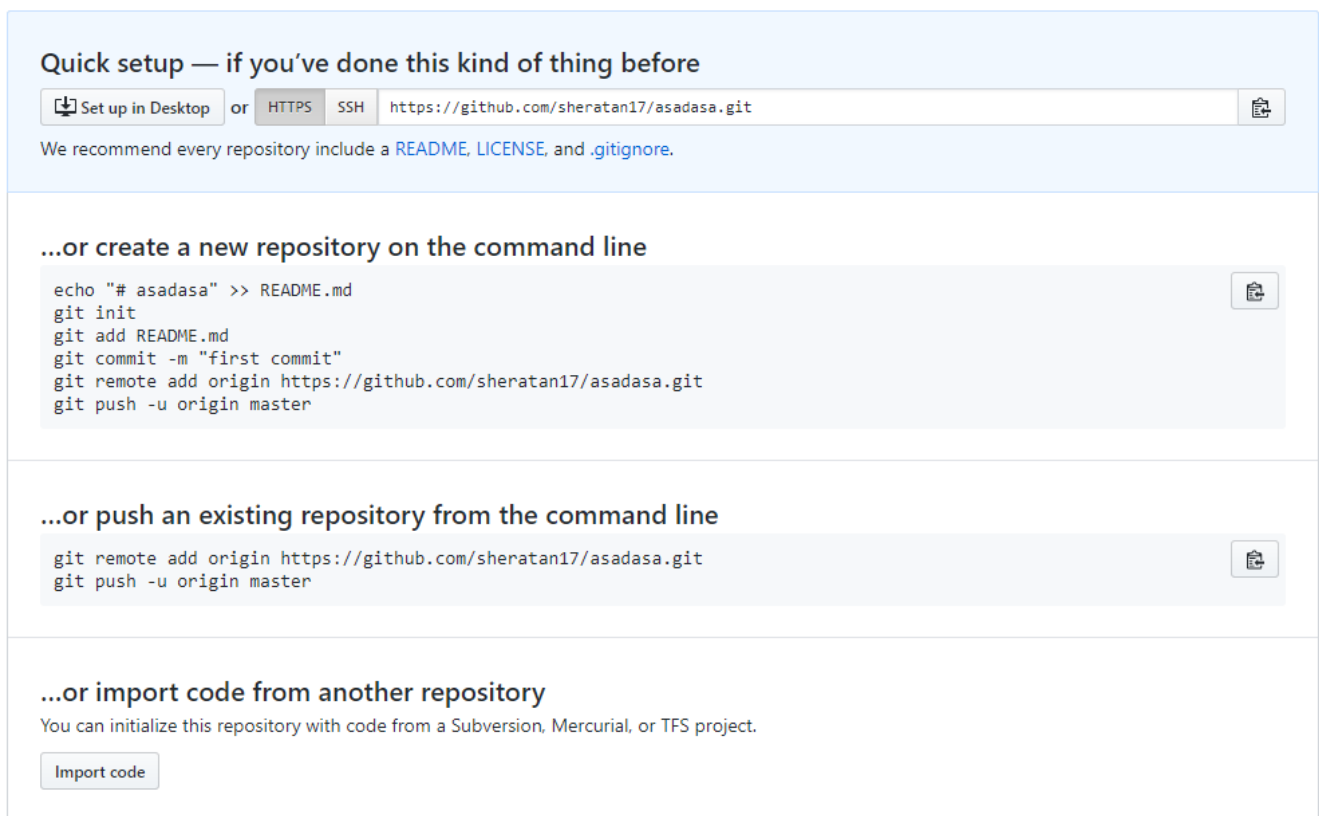 Quick setup — if you’ve done this kind of thing before
Set up in Desktop or HTTPS SSH https://github.com/sheratan17/asadasa.git
We recommend every repository include a README, LICENSE, and .gitignore.
…or create a new repository on the command line
echo "# asadasa" >> README.md
git init
git add README.md
git commit -m "first commit"
git remote add origin https://github.com/sheratan17/asadasa.git
git push -u origin master
…or push an existing repository from the command line
git remote add origin https://github.com/sheratan17/asadasa.git
git push -u origin master
…or import code from another repository
You can initialize this repository with code from a Subversion, Mercurial, or TFS project.
Import code